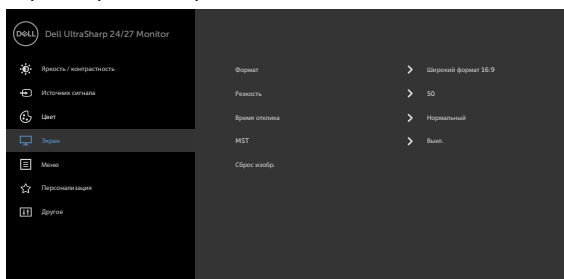 DELL
Dell UltraSharp 24/27 Monitor
Яркость / контрастность
Источник сигнала
Цвет
Экран
Меню
Персонализация
Другое
Формат Широкий формат 16:9
Резкость 50
Время отклика Нормальный
MST Выкл.
Сброс изобр.